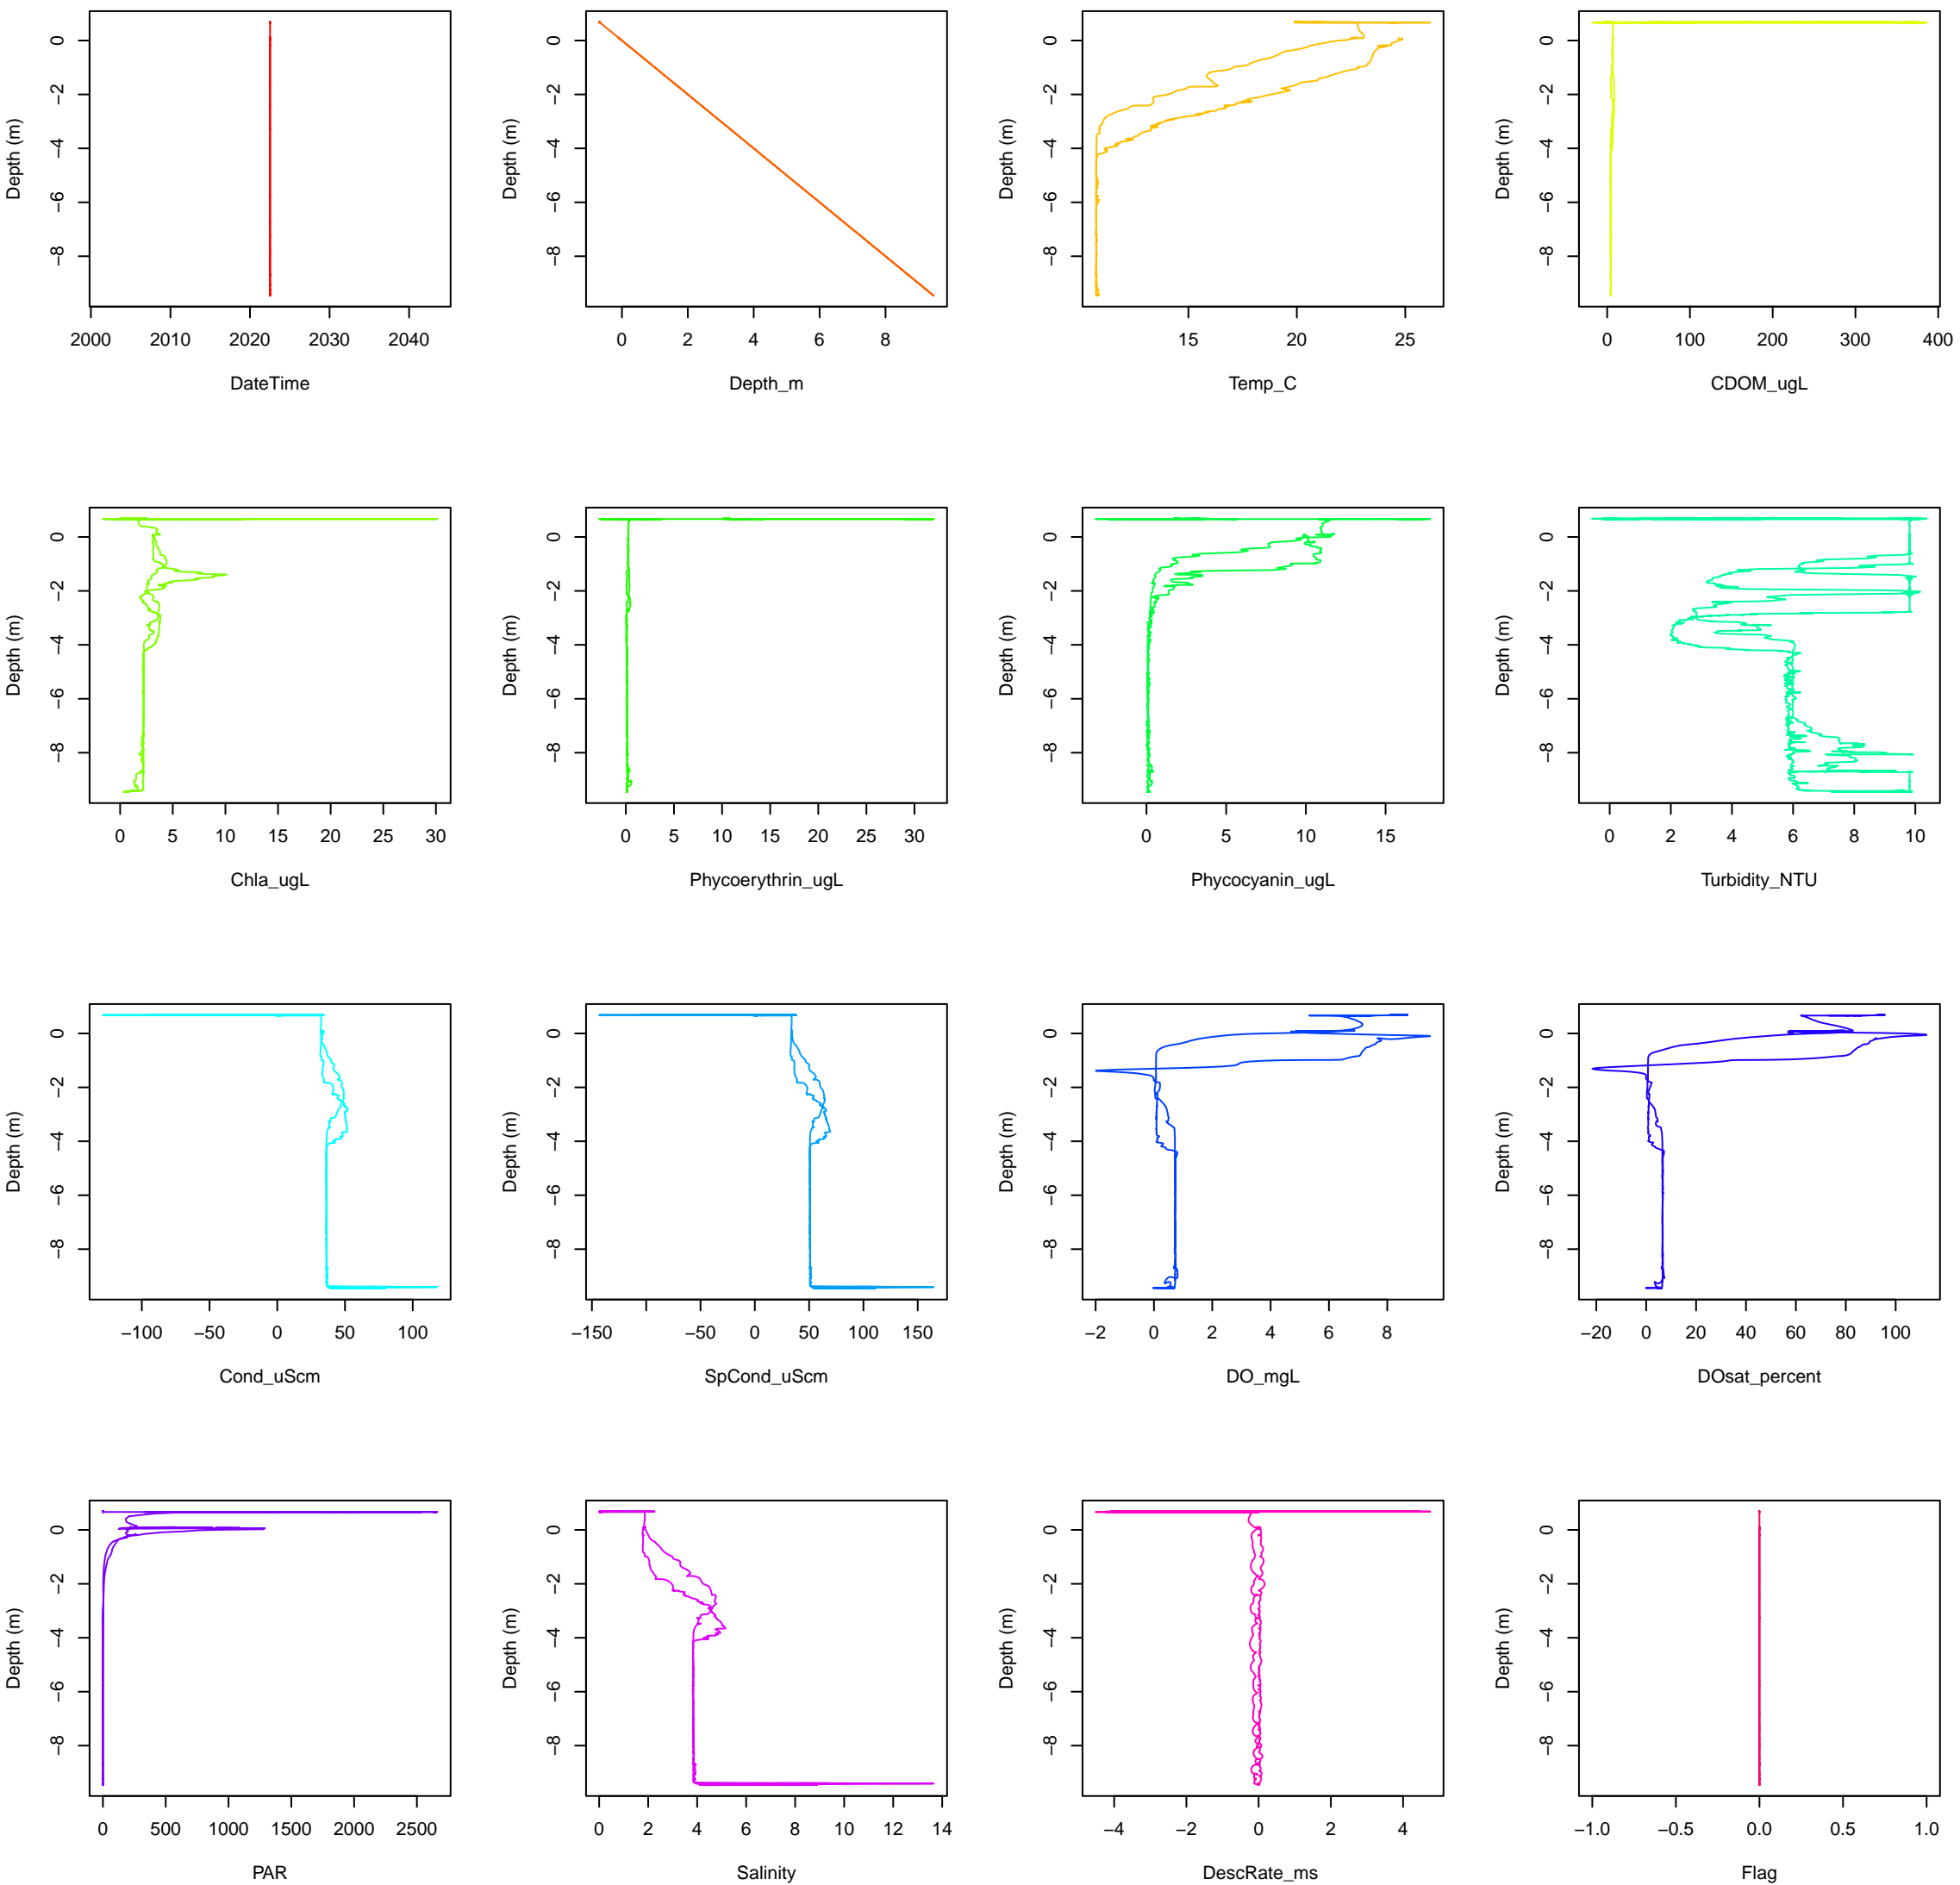 Depth (m) Depth (m) Depth (m) Depth (m)
0 0 0 0
−2 −2 −2 −2
−4 −4 −4 −4
−6 −6 −6 −6
−8 −8 −8 −8
2000 2010 2020 2030 2040 0 2 4 6 8 15 20 25 0 100 200 300 400
DateTime Depth_m Temp_C CDOM_ugL
Depth (m) Depth (m) Depth (m) Depth (m)
0 0 0 0
−2 −2 −2 −2
−4 −4 −4 −4
−6 −6 −6 −6
−8 −8 −8 −8
0 5 10 15 20 25 30 0 5 10 15 20 25 30 0 5 10 15 0 2 4 6 8 10
Chla_ugL Phycoerythrin_ugL Phycocyanin_ugL Turbidity_NTU
Depth (m) Depth (m) Depth (m) Depth (m)
0 0 0 0
−2 −2 −2 −2
−4 −4 −4 −4
−6 −6 −6 −6
−8 −8 −8 −8
−100 −50 0 50 100 −150 −50 0 50 100 150 −2 0 2 4 6 8 −20 0 20 40 60 80 100
Cond_uScm SpCond_uScm DO_mgL DOsat_percent
Depth (m) Depth (m) Depth (m) Depth (m)
0 0 0 0
−2 −2 −2 −2
−4 −4 −4 −4
−6 −6 −6 −6
−8 −8 −8 −8
0 500 1000 1500 2000 2500 0 2 4 6 8 10 12 14 −4 −2 0 2 4 −1.0 −0.5 0.0 0.5 1.0
PAR Salinity DescRate_ms Flag